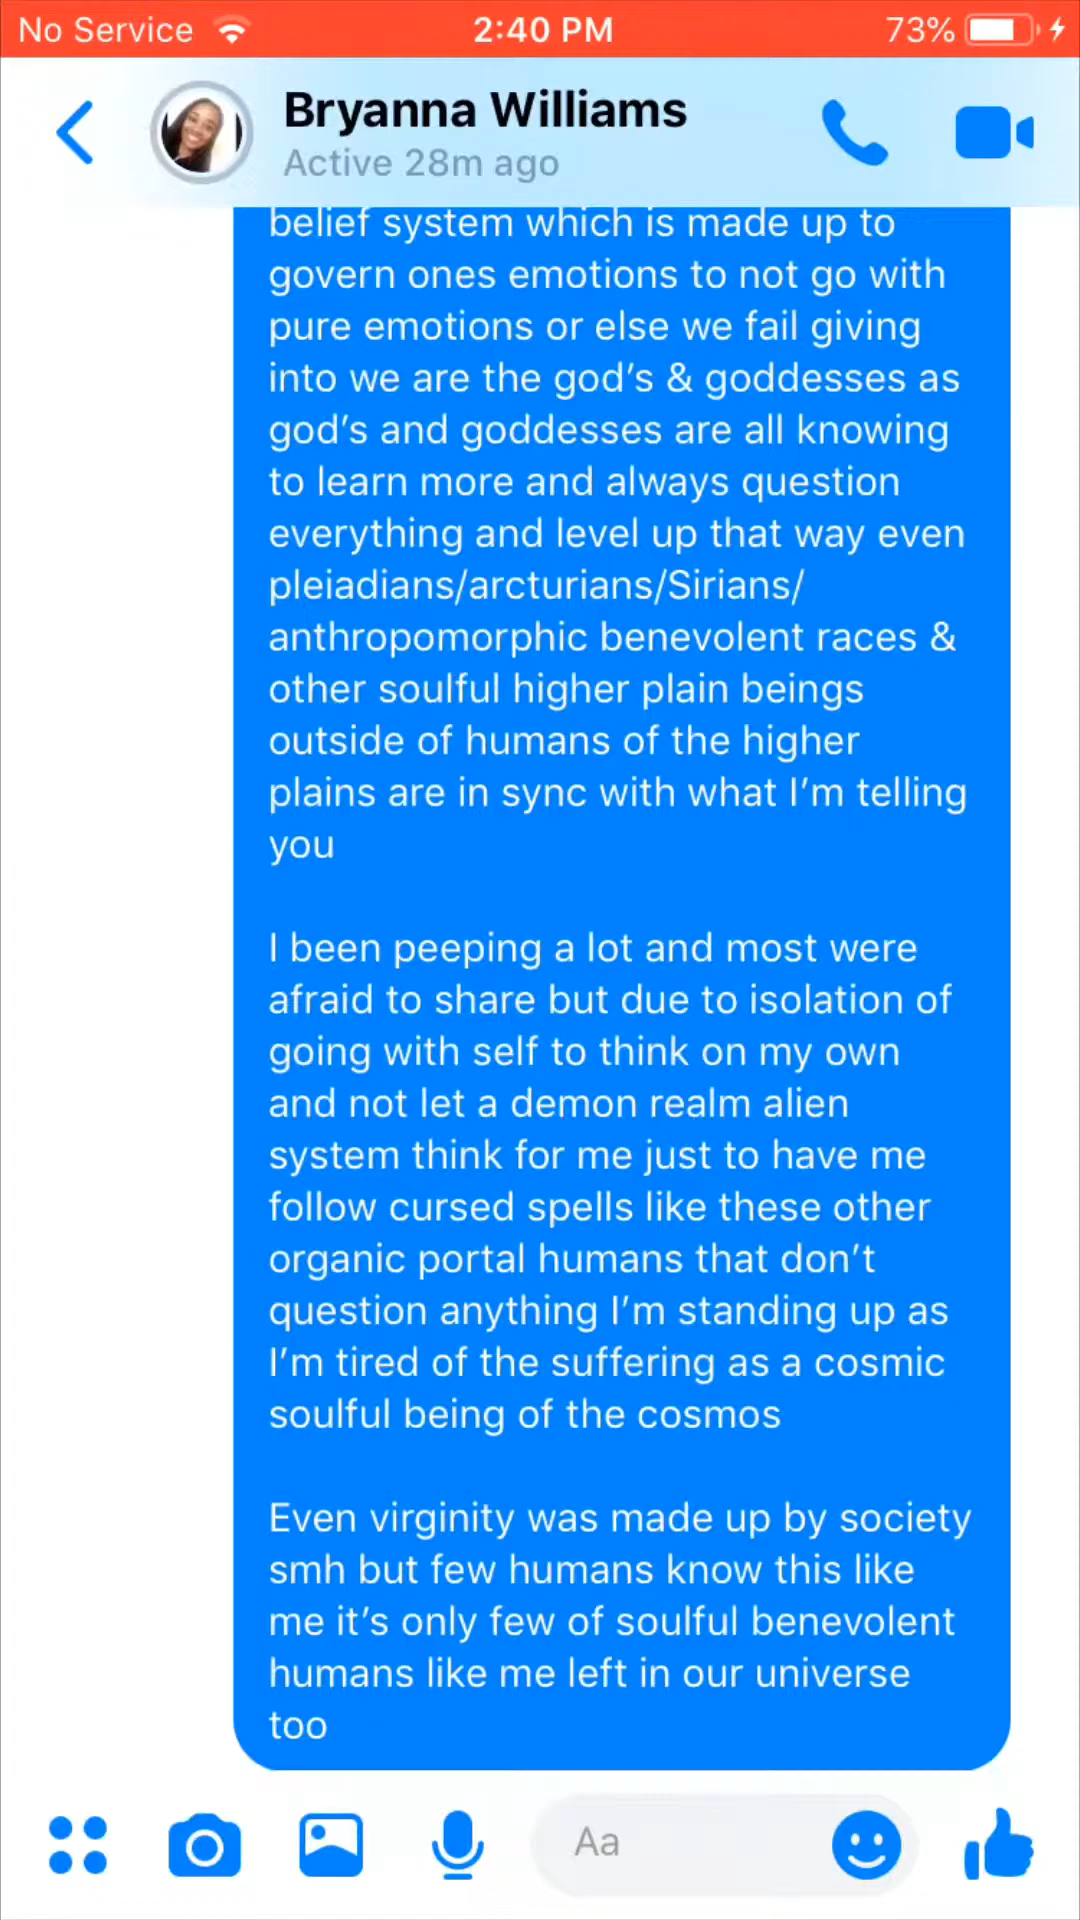 No Service
2:40 PM
73%
Bryanna Williams
Active 28m ago
belief system which is made up to
govern ones emotions to not go with
pure emotions or else we fail giving
into we are the god's & goddesses as
god's and goddesses are all knowing
to learn more and always question
everything and level up that way even
pleiadians/arcturians/Sirians/
anthropomorphic benevolent races &
other soulful higher plain beings
outside of humans of the higher
plains are in sync with what I'm telling
you
I been peeping a lot and most were
afraid to share but due to isolation of
going with self to think on my own
and not let a demon realm alien
system think for me just to have me
follow cursed spells like these other
organic portal humans that don't
question anything I'm standing up as
I'm tired of the suffering as a cosmic
soulful being of the cosmos
Even virginity was made up by society
smh but few humans know this like
me it's only few of soulful benevolent
humans like me left in our universe
too
Aa